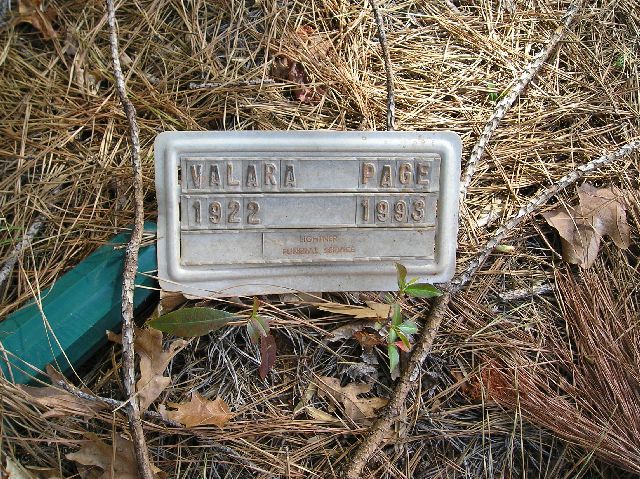 VALARA PAGE
1922 1993
LIGHTNER
FUNERAL SERVICE